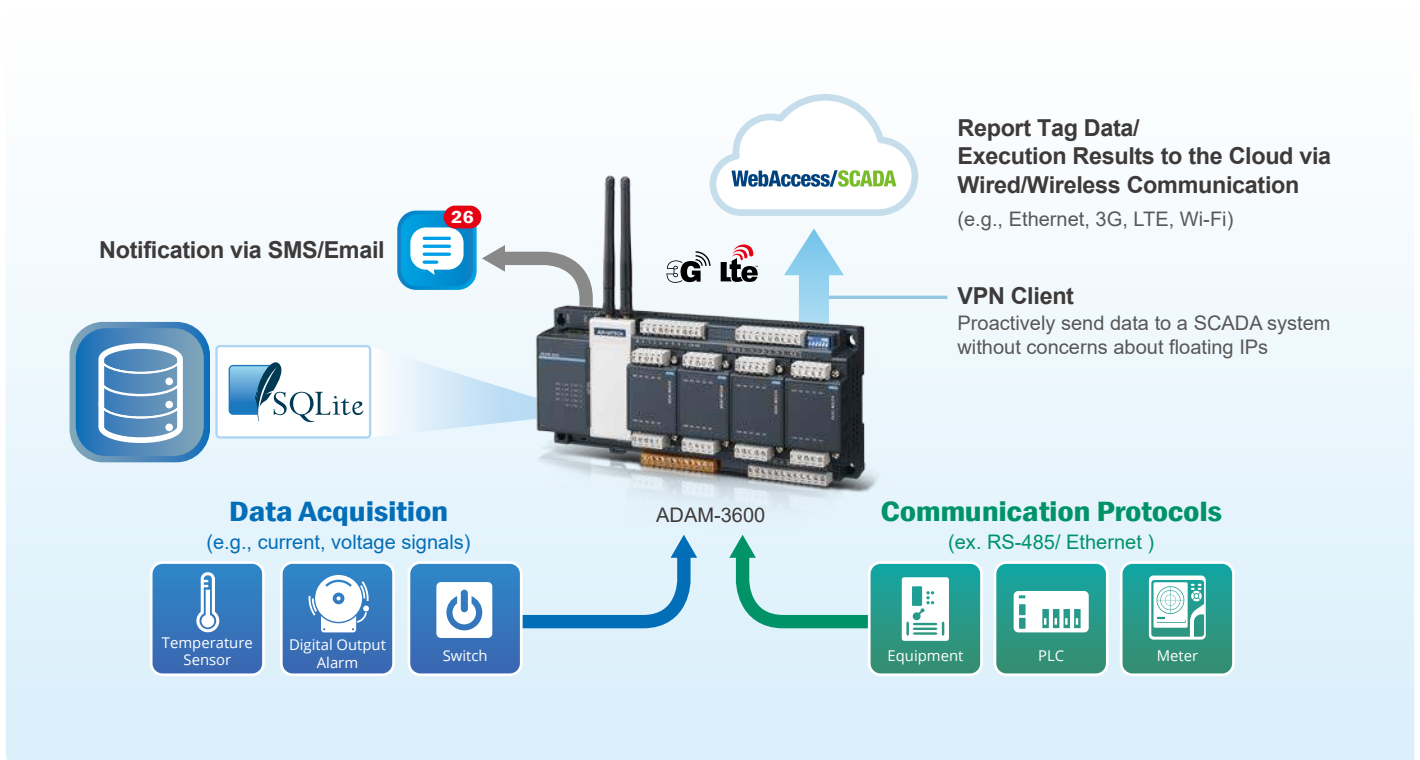 Report Tag Data/
Execution Results to the Cloud via
Wired/Wireless Communication
(e.g., Ethernet, 3G, LTE, Wi-Fi)
WebAccess/SCADA
26
Notification via SMS/Email
3G Lte
VPN Client
Proactively send data to a SCADA system
without concerns about floating IPs
SQLite
ADVANTECH
Data Acquisition
(e.g., current, voltage signals)
ADAM-3600
Communication Protocols
(ex. RS-485/ Ethernet )
Temperature
Sensor
Digital Output
Alarm
Switch
Equipment
PLC
Meter